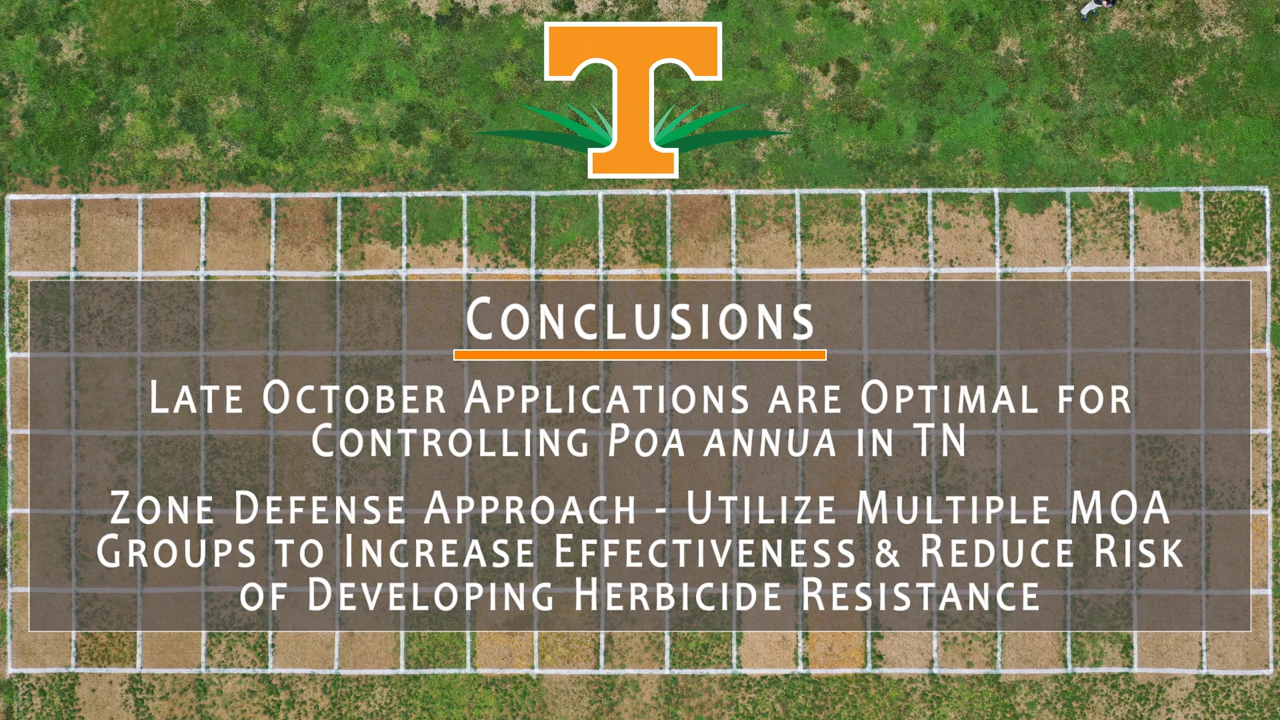 T
Conclusions
Late October Applications are Optimal for
Controlling Poa annua in TN
Zone Defense Approach - Utilize Multiple MOA
Groups to Increase Effectiveness & Reduce Risk
of Developing Herbicide Resistance